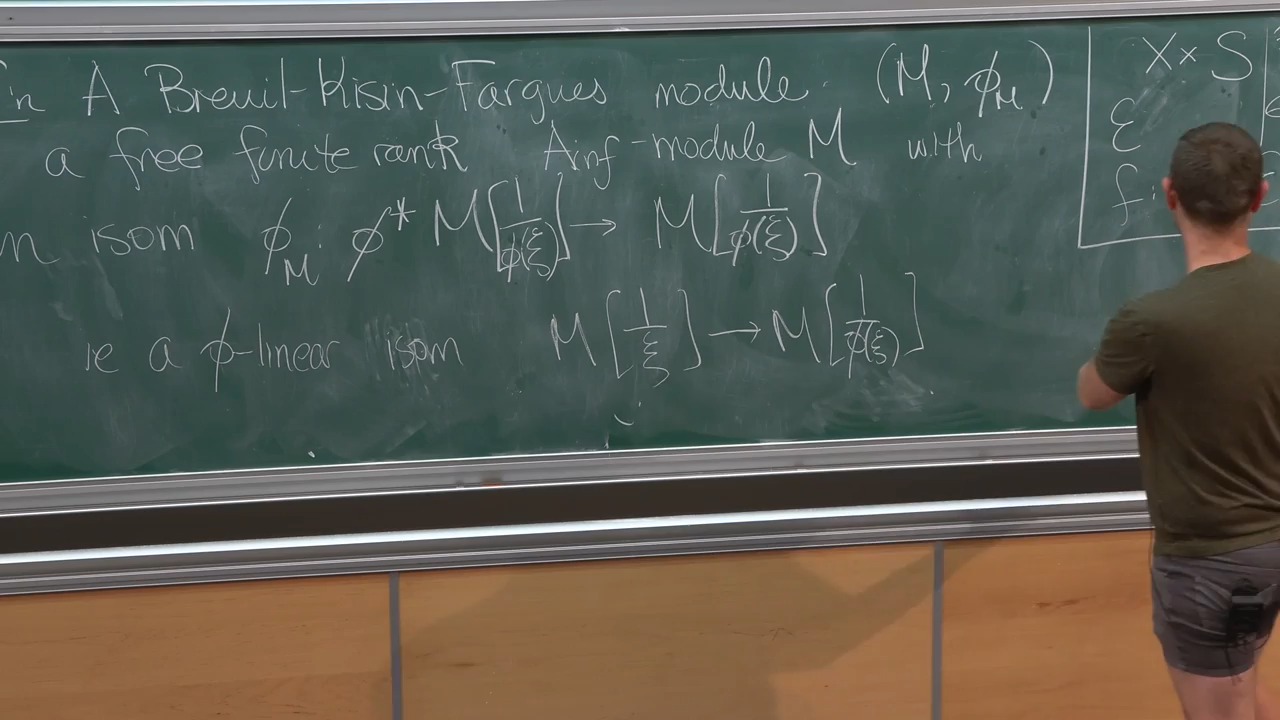 A Breuil-Kisin-Fargues module (M, ϕ_M)
a free finite rank Ainf-module M with
isom ϕ_M : ϕ* M[1/ϕ(ξ)] → M[1/ϕ(ξ)]
ie a ϕ-linear isom M[1/ξ] → M[1/ϕ(ξ)]
X × S
ℰ